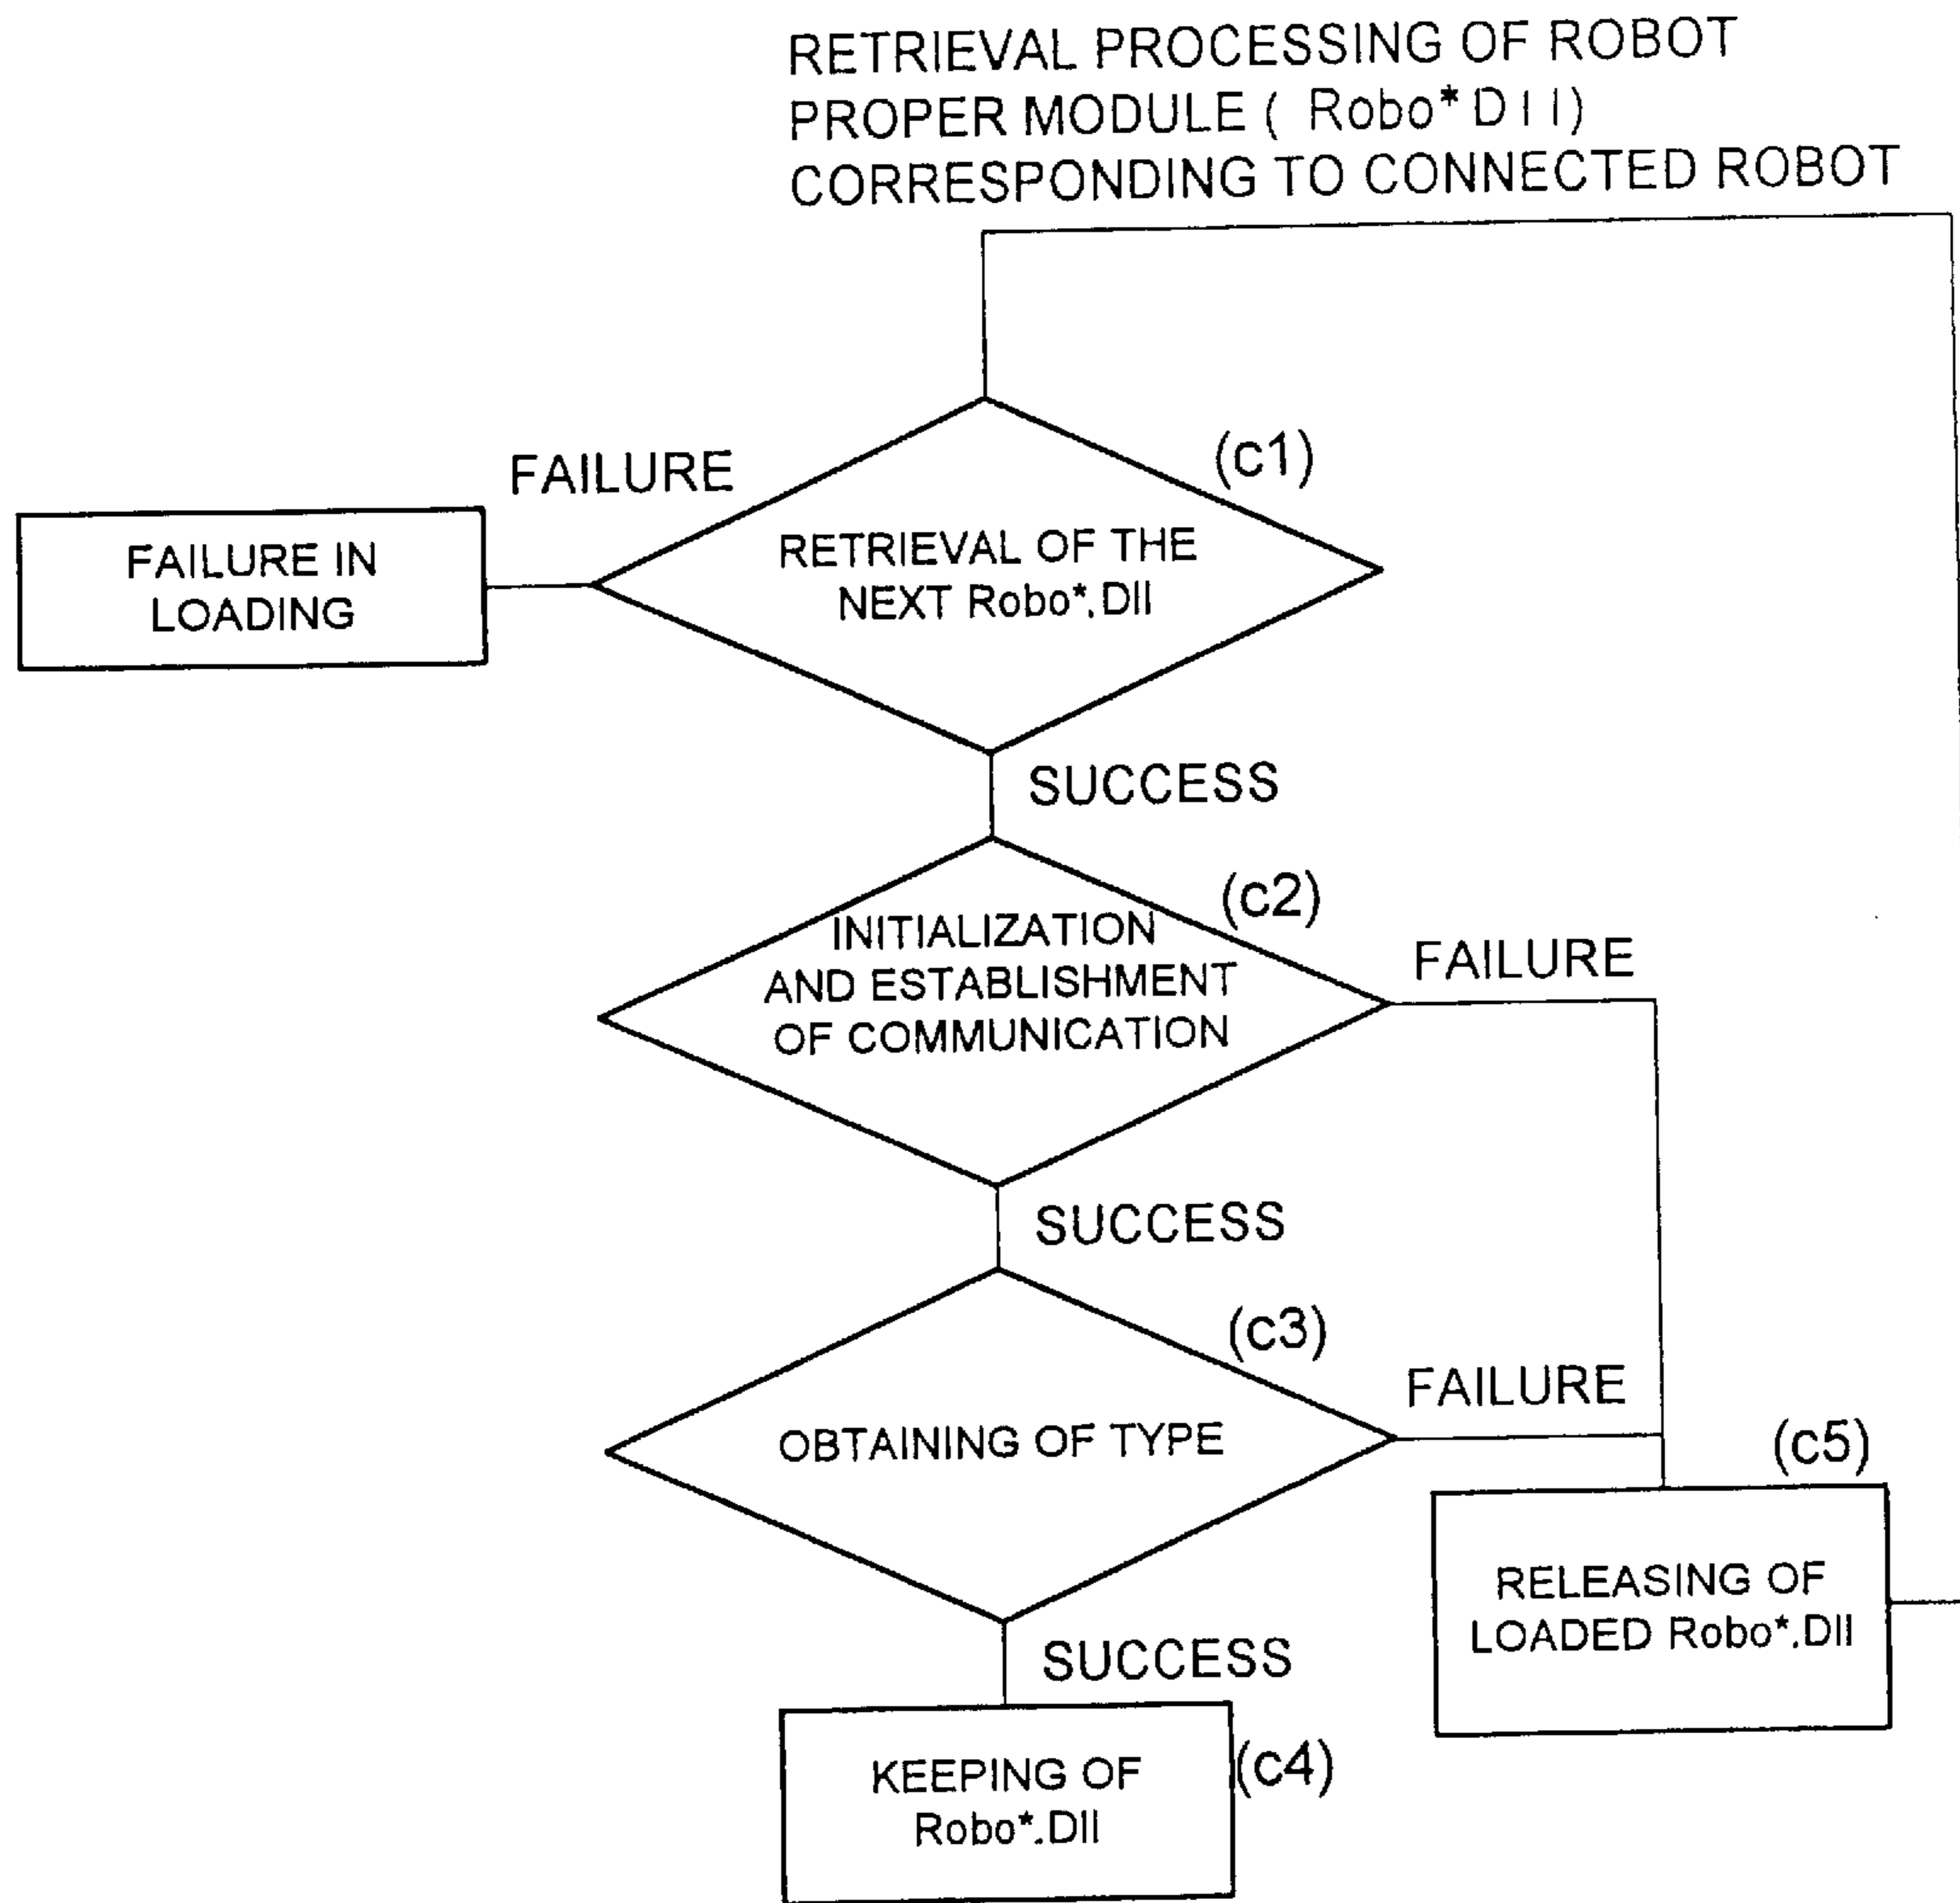 RETRIEVAL PROCESSING OF ROBOT
PROPER MODULE ( Robo* Dll)
CORRESPONDING TO CONNECTED ROBOT
(c1)
FAILURE
RETRIEVAL OF THE
NEXT Robo*.Dll
FAILURE IN
LOADING
SUCCESS
(c2)
INITIALIZATION
AND ESTABLISHMENT
OF COMMUNICATION
FAILURE
SUCCESS
(c3)
FAILURE
OBTAINING OF TYPE
(c5)
RELEASING OF
LOADED Robo*.Dll
SUCCESS
KEEPING OF
Robo*.Dll
(c4)